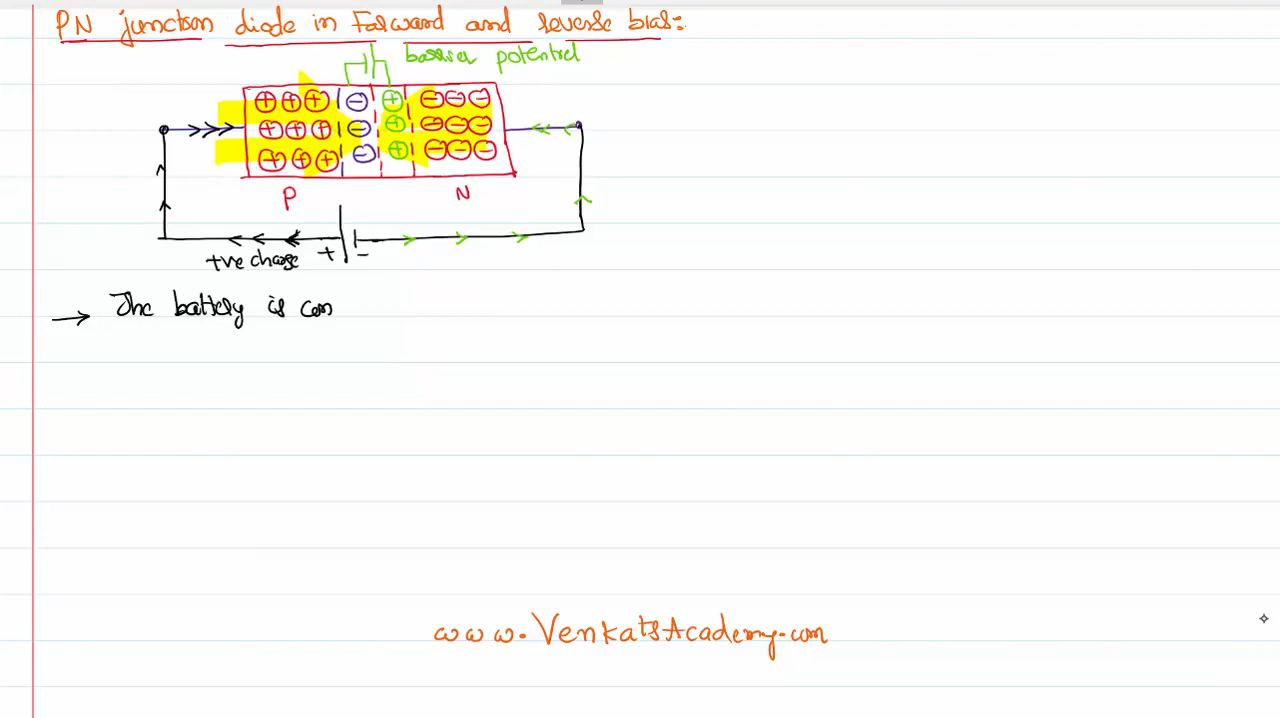 PN junction diode in Forward and reverse bias:
barrier potential
+ + + - + - - -
+ + + - + - - -
+ + + - + - - -
P N
+ve charge + -
→ The battery is con
www.VenkatsAcademy.com